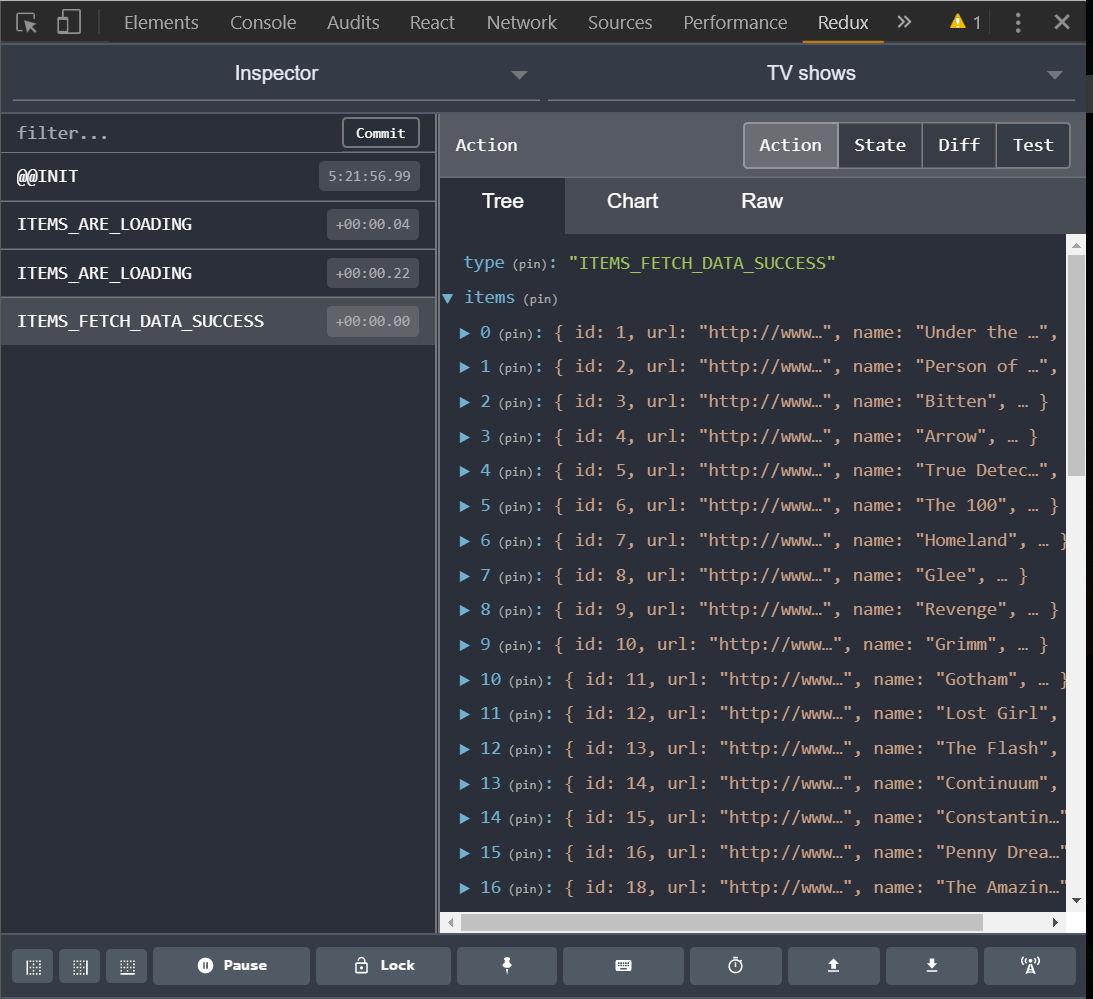 Elements Console Audits React Network Sources Performance Redux » 1
Inspector TV shows
filter... Commit
Action Action State Diff Test
@@INIT 5:21:56.99
ITEMS_ARE_LOADING +00:00.04
ITEMS_ARE_LOADING +00:00.22
ITEMS_FETCH_DATA_SUCCESS +00:00.00
Tree Chart Raw
type (pin): "ITEMS_FETCH_DATA_SUCCESS"
items (pin)
0 (pin): { id: 1, url: "http://www…", name: "Under the …",
1 (pin): { id: 2, url: "http://www…", name: "Person of …",
2 (pin): { id: 3, url: "http://www…", name: "Bitten", … }
3 (pin): { id: 4, url: "http://www…", name: "Arrow", … }
4 (pin): { id: 5, url: "http://www…", name: "True Detec…",
5 (pin): { id: 6, url: "http://www…", name: "The 100", … }
6 (pin): { id: 7, url: "http://www…", name: "Homeland", … }
7 (pin): { id: 8, url: "http://www…", name: "Glee", … }
8 (pin): { id: 9, url: "http://www…", name: "Revenge", … }
9 (pin): { id: 10, url: "http://www…", name: "Grimm", … }
10 (pin): { id: 11, url: "http://www…", name: "Gotham", … }
11 (pin): { id: 12, url: "http://www…", name: "Lost Girl",
12 (pin): { id: 13, url: "http://www…", name: "The Flash",
13 (pin): { id: 14, url: "http://www…", name: "Continuum",
14 (pin): { id: 15, url: "http://www…", name: "Constantin…"
15 (pin): { id: 16, url: "http://www…", name: "Penny Drea…"
16 (pin): { id: 18, url: "http://www…", name: "The Amazin…"
Pause Lock